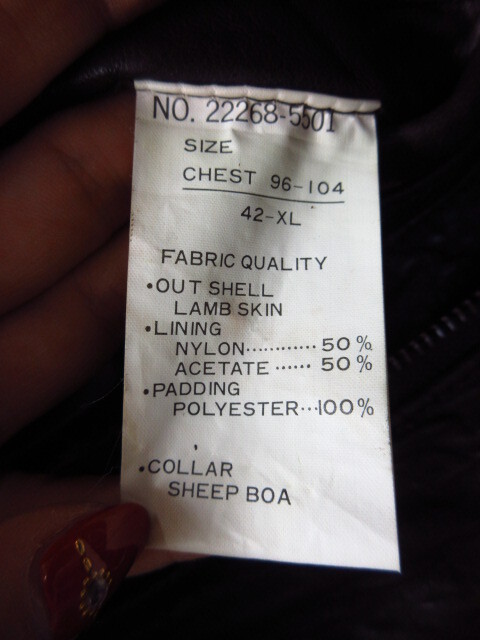 NO. 22268-5501
SIZE
CHEST 96-104
42-XL
FABRIC QUALITY
•OUT SHELL
LAMB SKIN
•LINING
NYLON············ 50%
ACETATE ······ 50%
•PADDING
POLYESTER···100%
•COLLAR
SHEEP BOA